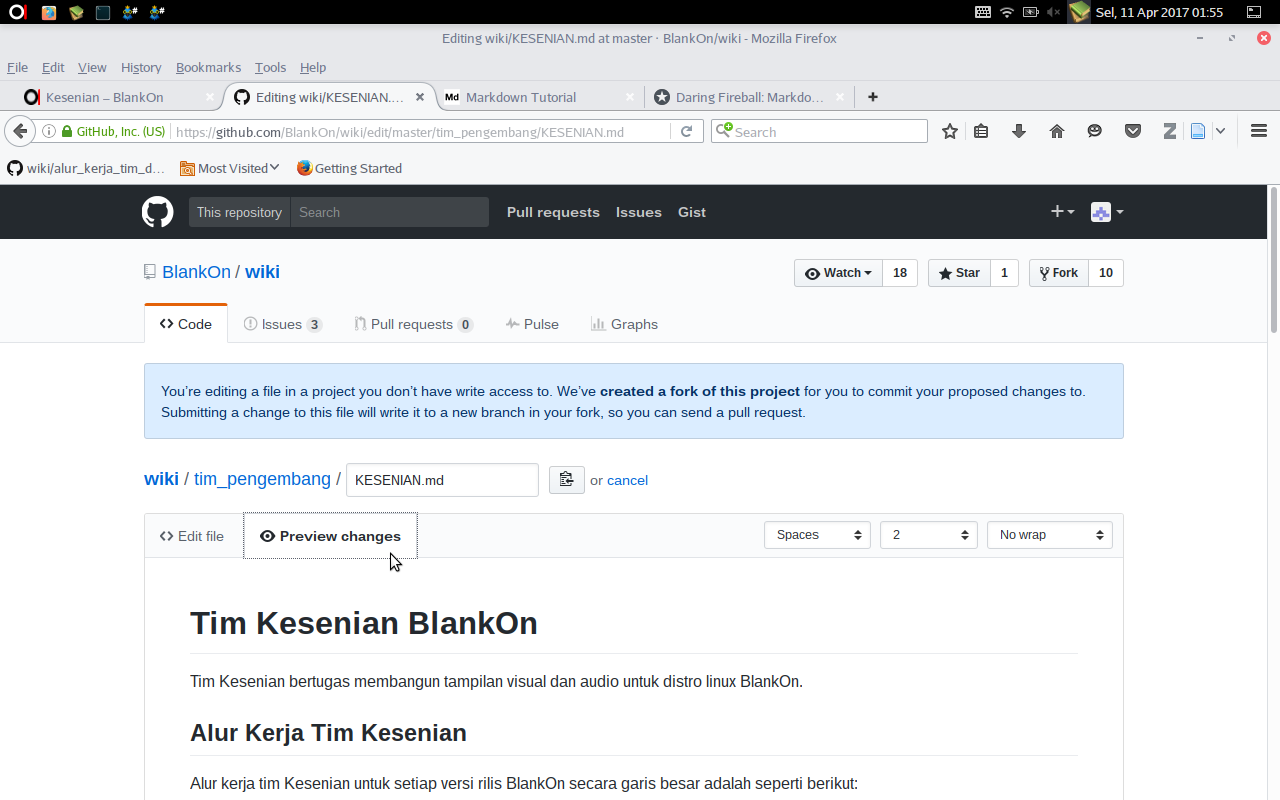 Sel, 11 Apr 2017 01:55
Editing wiki/KESENIAN.md at master · BlankOn/wiki - Mozilla Firefox
File Edit View History Bookmarks Tools Help
Kesenian – BlankOn
Editing wiki/KESENIAN....
Md Markdown Tutorial
Daring Fireball: Markdo...
GitHub, Inc. (US) https://github.com/BlankOn/wiki/edit/master/tim_pengembang/KESENIAN.md
Search
wiki/alur_kerja_tim_d... Most Visited Getting Started
This repository Search Pull requests Issues Gist
BlankOn / wiki
Watch 18 Star 1 Fork 10
Code Issues 3 Pull requests 0 Pulse Graphs
You’re editing a file in a project you don’t have write access to. We’ve created a fork of this project for you to commit your proposed changes to.
Submitting a change to this file will write it to a new branch in your fork, so you can send a pull request.
wiki / tim_pengembang / KESENIAN.md or cancel
Edit file Preview changes Spaces 2 No wrap
Tim Kesenian BlankOn
Tim Kesenian bertugas membangun tampilan visual dan audio untuk distro linux BlankOn.
Alur Kerja Tim Kesenian
Alur kerja tim Kesenian untuk setiap versi rilis BlankOn secara garis besar adalah seperti berikut: